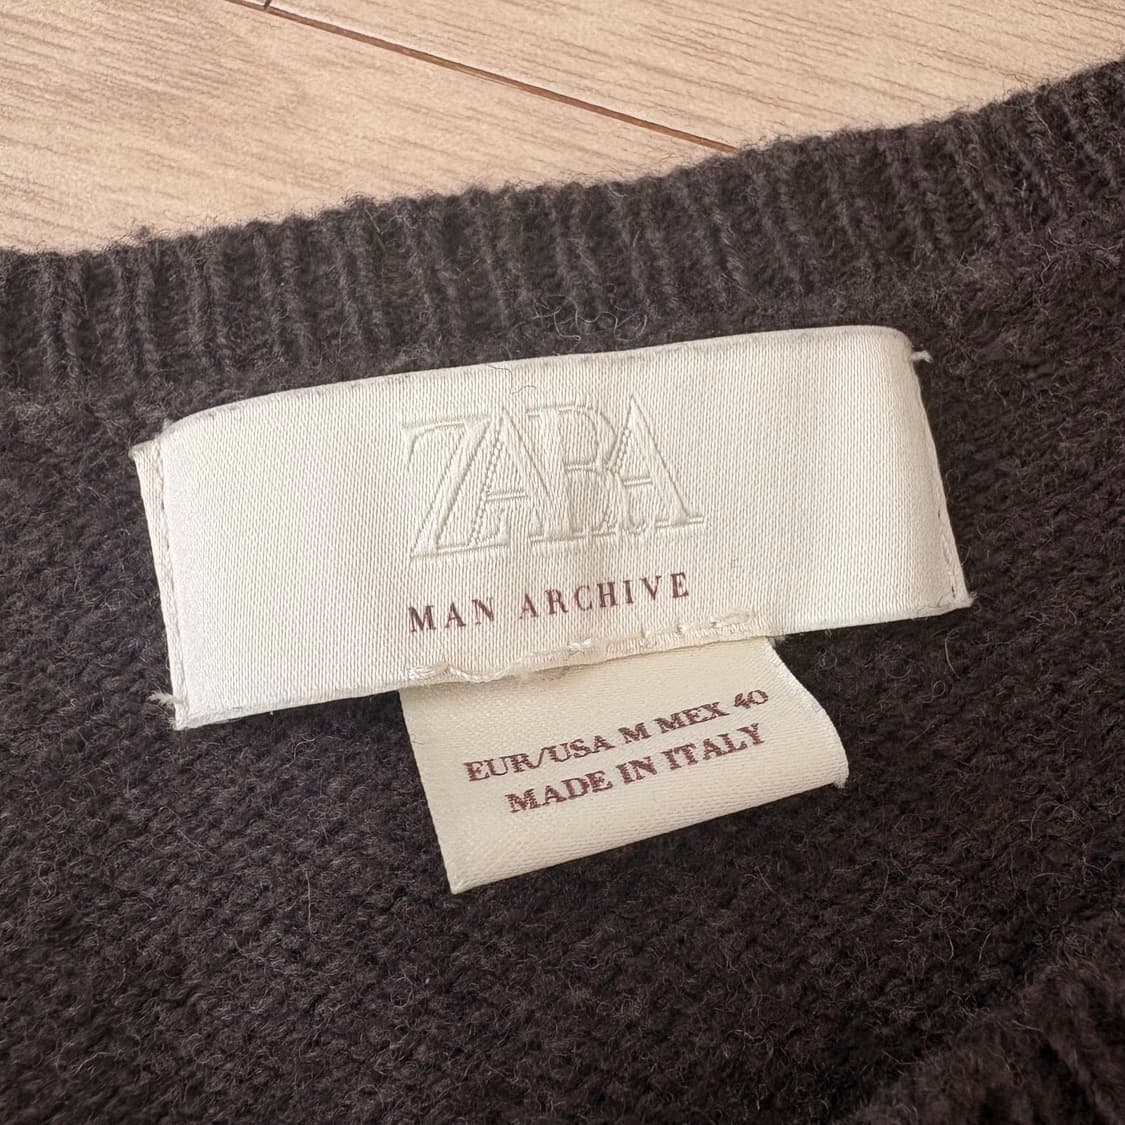 ZARA
MAN ARCHIVE
EUR/USA M MEX 40
MADE IN ITALY